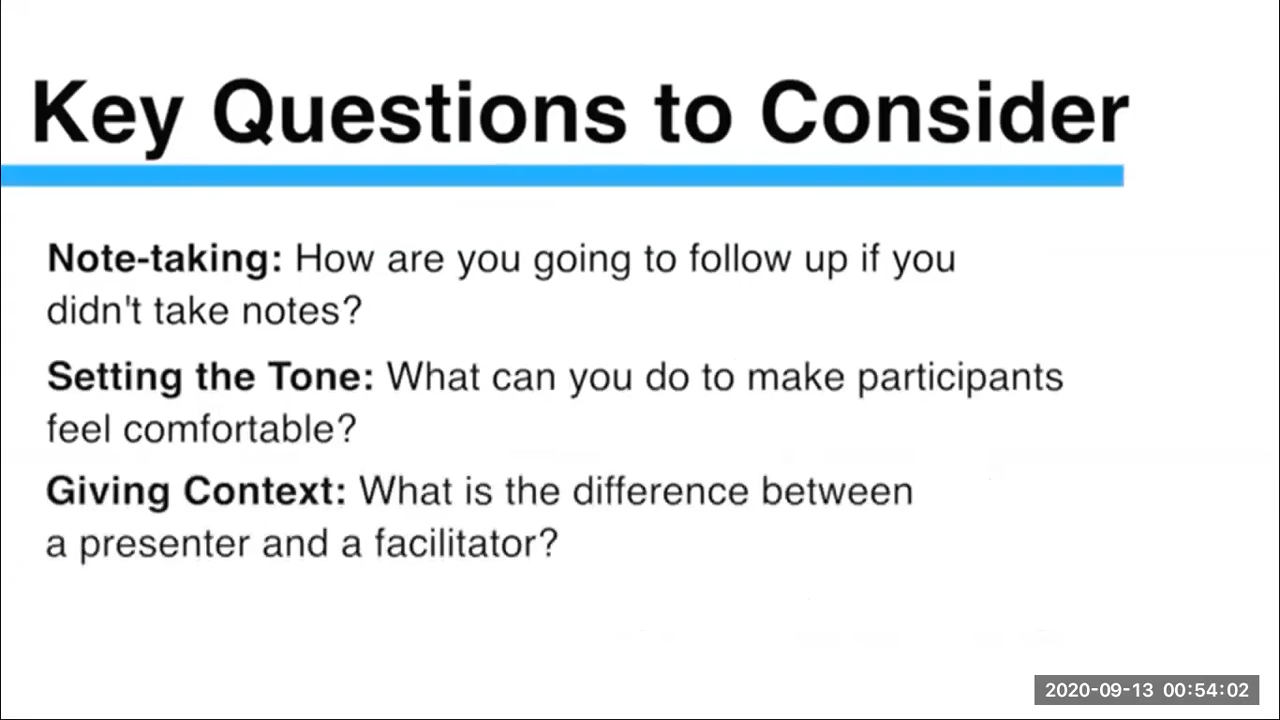 Key Questions to Consider
Note-taking: How are you going to follow up if you
didn't take notes?
Setting the Tone: What can you do to make participants
feel comfortable?
Giving Context: What is the difference between
a presenter and a facilitator?
2020-09-13 00:54:02